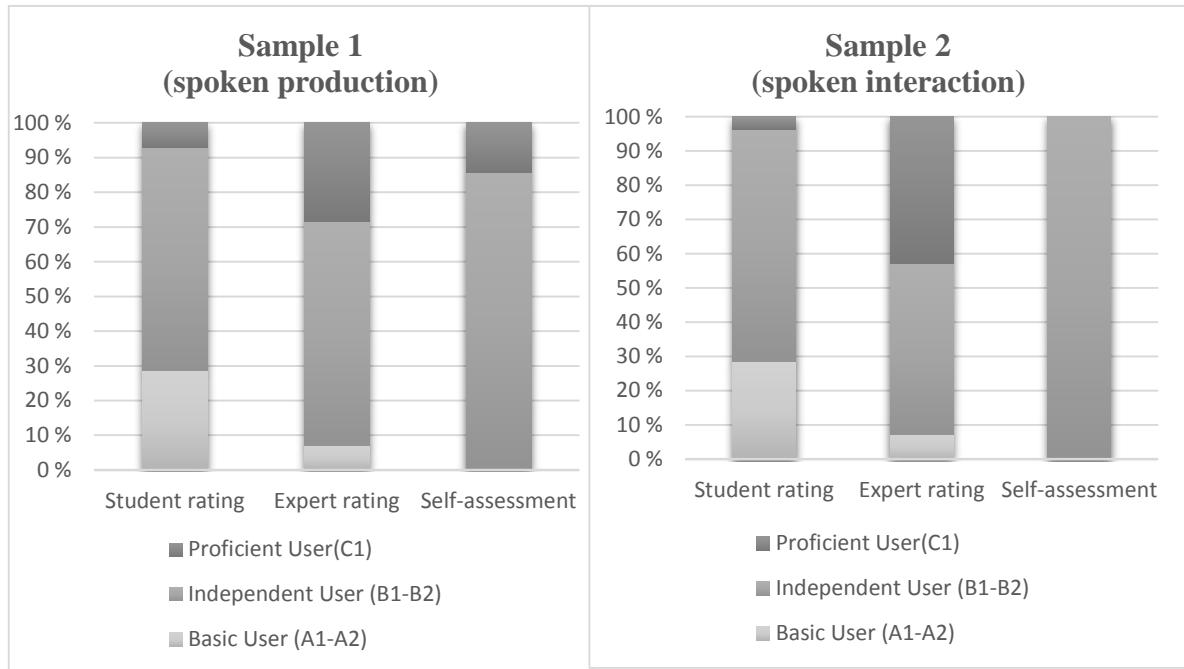 Sample 1
(spoken production)
100 %
90 %
80 %
70 %
60 %
50 %
40 %
30 %
20 %
10 %
0 %
Student rating Expert rating Self-assessment
Proficient User(C1)
Independent User (B1-B2)
Basic User (A1-A2)
Sample 2
(spoken interaction)
100 %
90 %
80 %
70 %
60 %
50 %
40 %
30 %
20 %
10 %
0 %
Student rating Expert rating Self-assessment
Proficient User(C1)
Independent User (B1-B2)
Basic User (A1-A2)